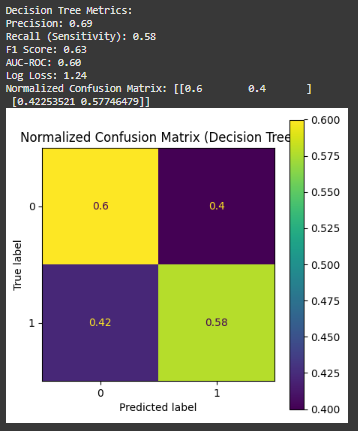 Decision Tree Metrics:
Precision: 0.69
Recall (Sensitivity): 0.58
F1 Score: 0.63
AUC-ROC: 0.60
Log Loss: 1.24
Normalized Confusion Matrix: [[0.6 0.4 ]
[0.42253521 0.57746479]]
Normalized Confusion Matrix (Decision Tree
0.600
0.575
0.550
0.525
0.500
0.475
0.450
0.425
0.400
True label
0
1
0.6
0.4
0.42
0.58
0
1
Predicted label